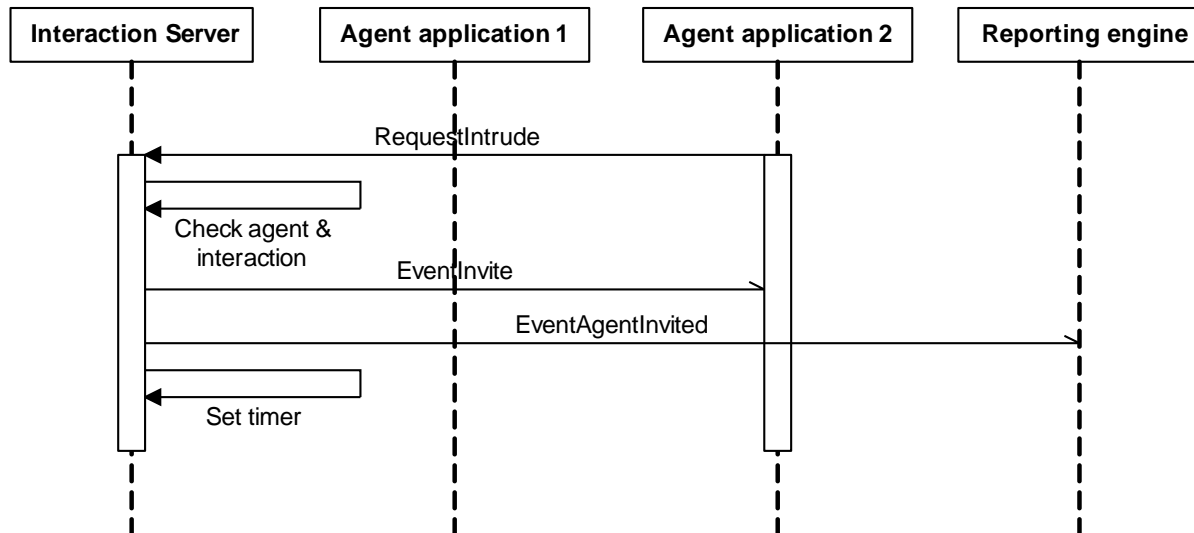 Interaction Server
Agent application 1
Agent application 2
Reporting engine
RequestIntrude
Check agent &
interaction
EventInvite
EventAgentInvited
Set timer